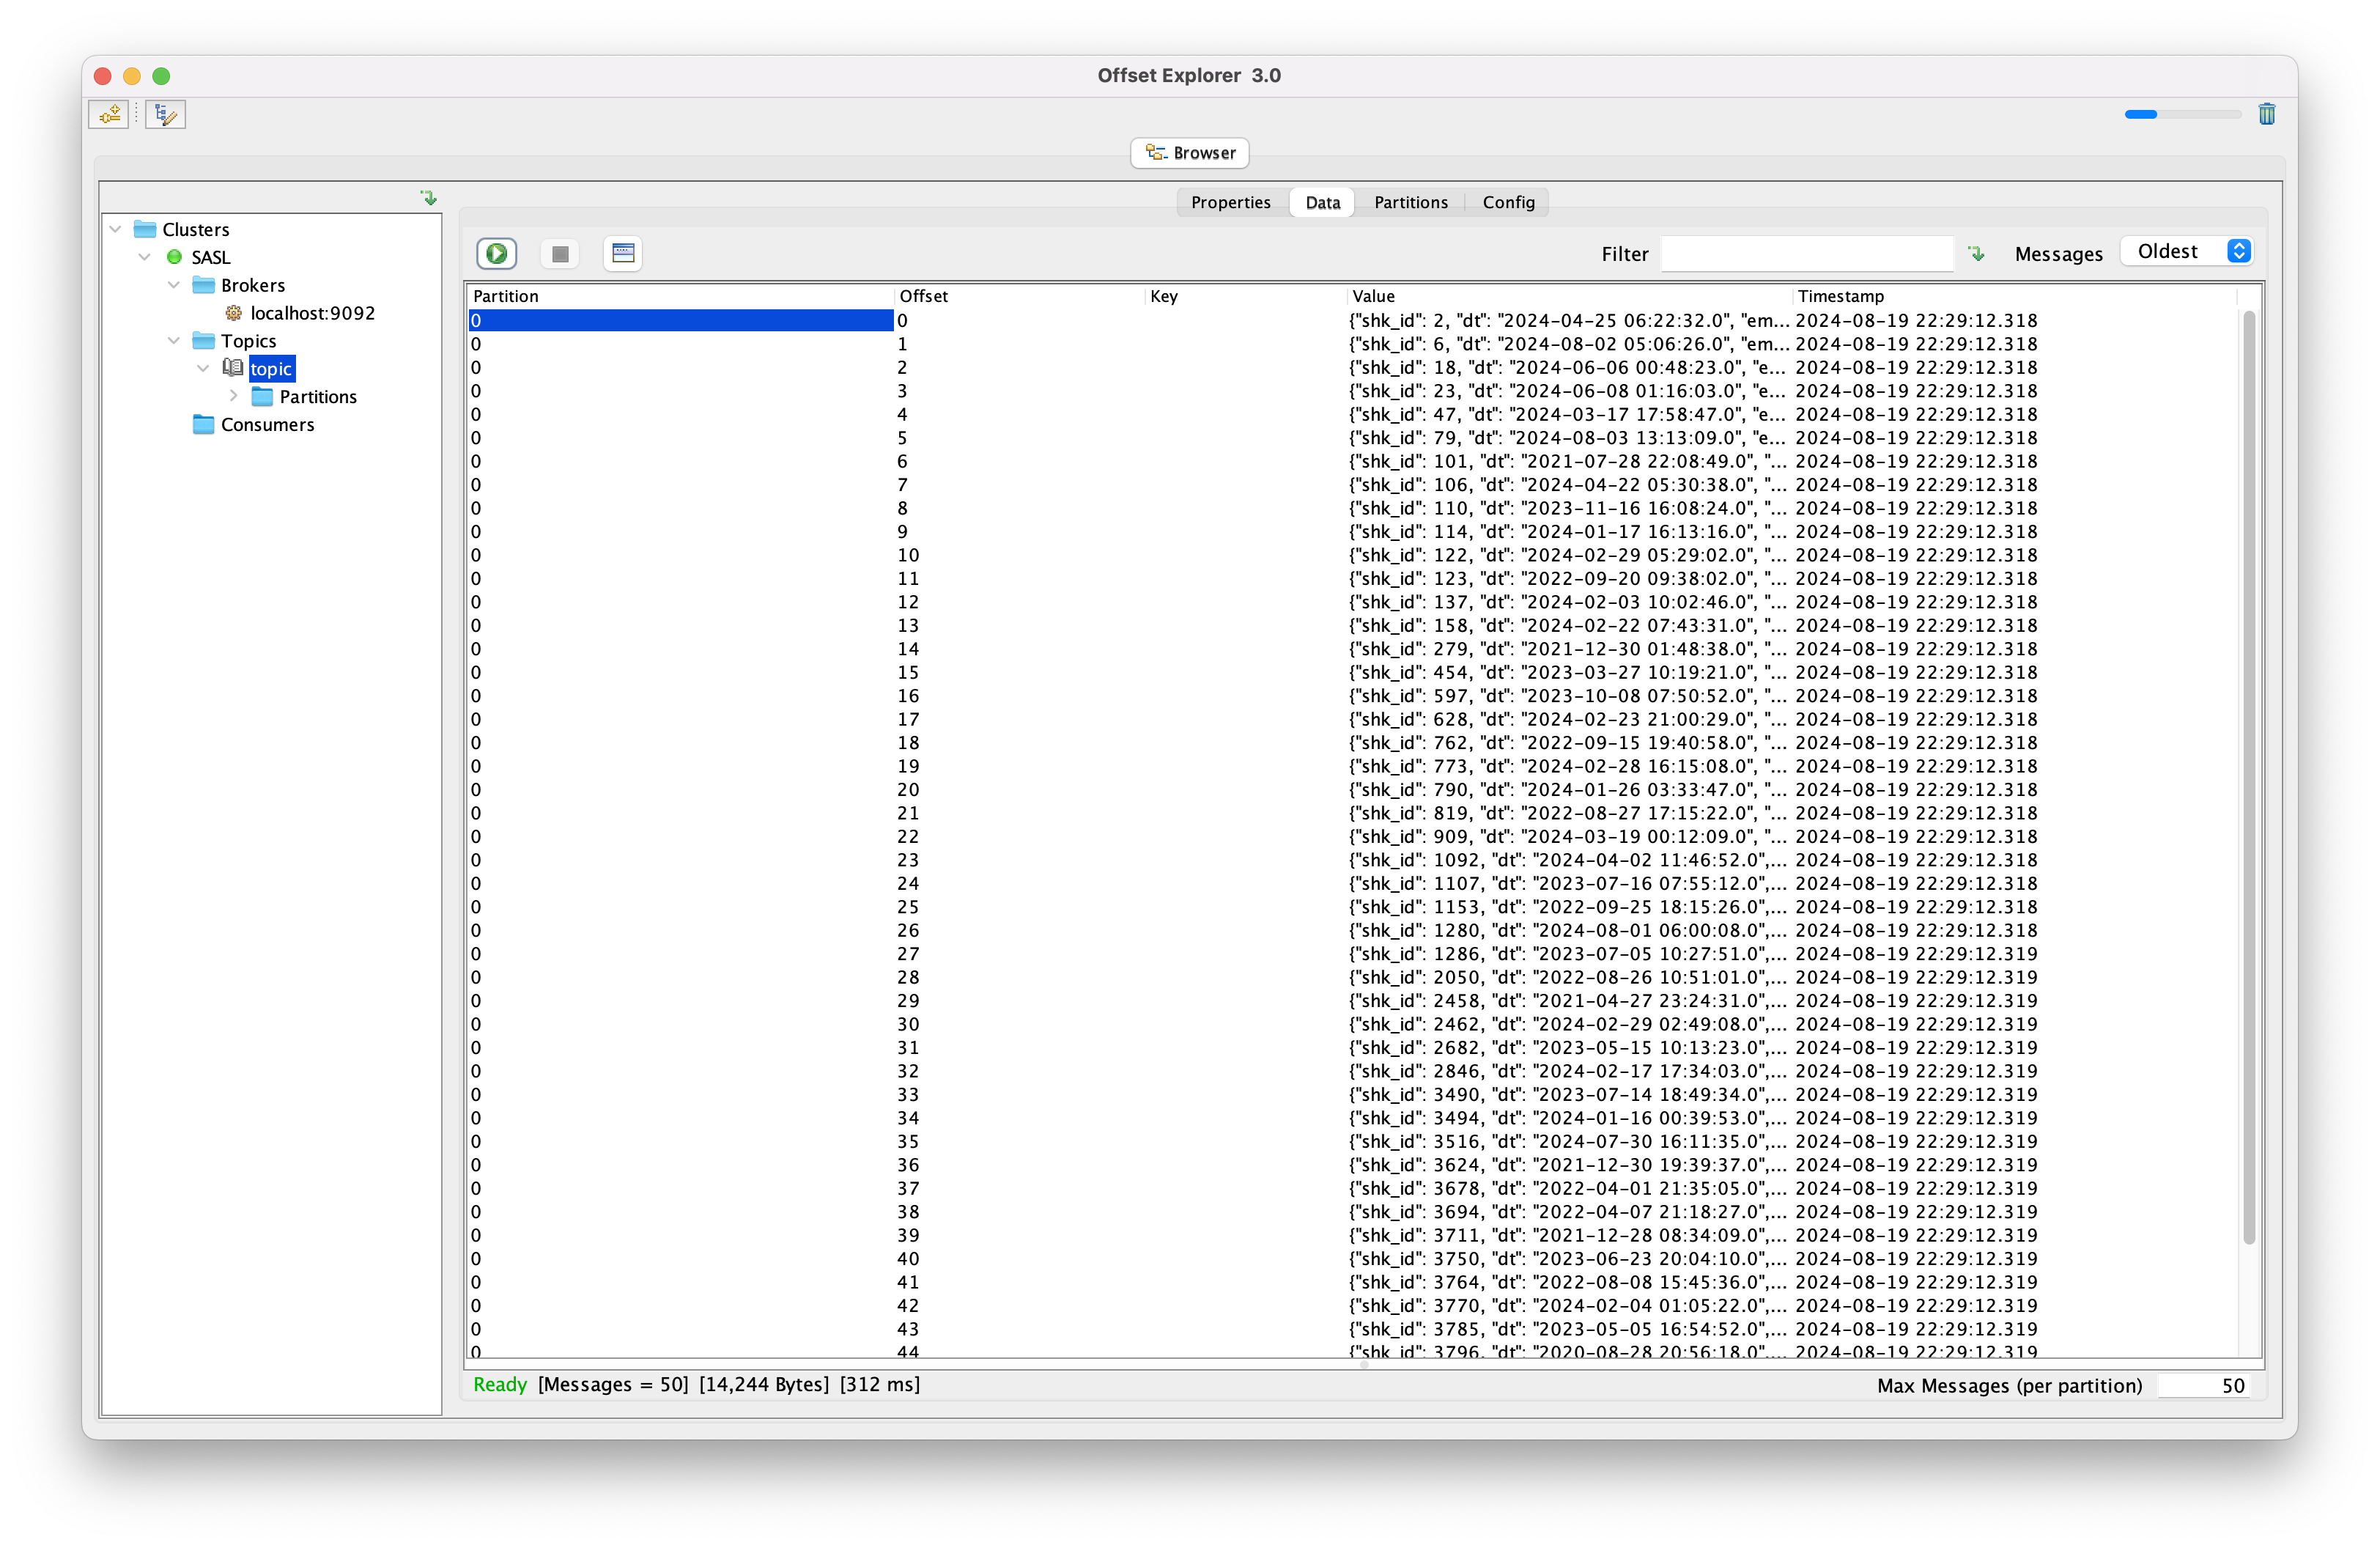 Offset Explorer 3.0
Browser
Clusters
SASL
Brokers
localhost:9092
Topics
topic
Partitions
Consumers
Properties Data Partitions Config
Filter Messages Oldest
Partition Offset Key Value Timestamp
0 0 {"shk_id": 2, "dt": "2024-04-25 06:22:32.0", "em... 2024-08-19 22:29:12.318
0 1 {"shk_id": 6, "dt": "2024-08-02 05:06:26.0", "em... 2024-08-19 22:29:12.318
0 2 {"shk_id": 18, "dt": "2024-06-06 00:48:23.0", "e... 2024-08-19 22:29:12.318
0 3 {"shk_id": 23, "dt": "2024-06-08 01:16:03.0", "e... 2024-08-19 22:29:12.318
0 4 {"shk_id": 47, "dt": "2024-03-17 17:58:47.0", "e... 2024-08-19 22:29:12.318
0 5 {"shk_id": 79, "dt": "2024-08-03 13:13:09.0", "e... 2024-08-19 22:29:12.318
0 6 {"shk_id": 101, "dt": "2021-07-28 22:08:49.0", "... 2024-08-19 22:29:12.318
0 7 {"shk_id": 106, "dt": "2024-04-22 05:30:38.0", "... 2024-08-19 22:29:12.318
0 8 {"shk_id": 110, "dt": "2023-11-16 16:08:24.0", "... 2024-08-19 22:29:12.318
0 9 {"shk_id": 114, "dt": "2024-01-17 16:13:16.0", "... 2024-08-19 22:29:12.318
0 10 {"shk_id": 122, "dt": "2024-02-29 05:29:02.0", "... 2024-08-19 22:29:12.318
0 11 {"shk_id": 123, "dt": "2022-09-20 09:38:02.0", "... 2024-08-19 22:29:12.318
0 12 {"shk_id": 137, "dt": "2024-02-03 10:02:46.0", "... 2024-08-19 22:29:12.318
0 13 {"shk_id": 158, "dt": "2024-02-22 07:43:31.0", "... 2024-08-19 22:29:12.318
0 14 {"shk_id": 279, "dt": "2021-12-30 01:48:38.0", "... 2024-08-19 22:29:12.318
0 15 {"shk_id": 454, "dt": "2023-03-27 10:19:21.0", "... 2024-08-19 22:29:12.318
0 16 {"shk_id": 597, "dt": "2023-10-08 07:50:52.0", "... 2024-08-19 22:29:12.318
0 17 {"shk_id": 628, "dt": "2024-02-23 21:00:29.0", "... 2024-08-19 22:29:12.318
0 18 {"shk_id": 762, "dt": "2022-09-15 19:40:58.0", "... 2024-08-19 22:29:12.318
0 19 {"shk_id": 773, "dt": "2024-02-28 16:15:08.0", "... 2024-08-19 22:29:12.318
0 20 {"shk_id": 790, "dt": "2024-01-26 03:33:47.0", "... 2024-08-19 22:29:12.318
0 21 {"shk_id": 819, "dt": "2022-08-27 17:15:22.0", "... 2024-08-19 22:29:12.318
0 22 {"shk_id": 909, "dt": "2024-03-19 00:12:09.0", "... 2024-08-19 22:29:12.318
0 23 {"shk_id": 1092, "dt": "2024-04-02 11:46:52.0",... 2024-08-19 22:29:12.318
0 24 {"shk_id": 1107, "dt": "2023-07-16 07:55:12.0",... 2024-08-19 22:29:12.318
0 25 {"shk_id": 1153, "dt": "2022-09-25 18:15:26.0",... 2024-08-19 22:29:12.318
0 26 {"shk_id": 1280, "dt": "2024-08-01 06:00:08.0",... 2024-08-19 22:29:12.318
0 27 {"shk_id": 1286, "dt": "2023-07-05 10:27:51.0",... 2024-08-19 22:29:12.319
0 28 {"shk_id": 2050, "dt": "2022-08-26 10:51:01.0",... 2024-08-19 22:29:12.319
0 29 {"shk_id": 2458, "dt": "2021-04-27 23:24:31.0",... 2024-08-19 22:29:12.319
0 30 {"shk_id": 2462, "dt": "2024-02-29 02:49:08.0",... 2024-08-19 22:29:12.319
0 31 {"shk_id": 2682, "dt": "2023-05-15 10:13:23.0",... 2024-08-19 22:29:12.319
0 32 {"shk_id": 2846, "dt": "2024-02-17 17:34:03.0",... 2024-08-19 22:29:12.319
0 33 {"shk_id": 3490, "dt": "2023-07-14 18:49:34.0",... 2024-08-19 22:29:12.319
0 34 {"shk_id": 3494, "dt": "2024-01-16 00:39:53.0",... 2024-08-19 22:29:12.319
0 35 {"shk_id": 3516, "dt": "2024-07-30 16:11:35.0",... 2024-08-19 22:29:12.319
0 36 {"shk_id": 3624, "dt": "2021-12-30 19:39:37.0",... 2024-08-19 22:29:12.319
0 37 {"shk_id": 3678, "dt": "2022-04-01 21:35:05.0",... 2024-08-19 22:29:12.319
0 38 {"shk_id": 3694, "dt": "2022-04-07 21:18:27.0",... 2024-08-19 22:29:12.319
0 39 {"shk_id": 3711, "dt": "2021-12-28 08:34:09.0",... 2024-08-19 22:29:12.319
0 40 {"shk_id": 3750, "dt": "2023-06-23 20:04:10.0",... 2024-08-19 22:29:12.319
0 41 {"shk_id": 3764, "dt": "2022-08-08 15:45:36.0",... 2024-08-19 22:29:12.319
0 42 {"shk_id": 3770, "dt": "2024-02-04 01:05:22.0",... 2024-08-19 22:29:12.319
0 43 {"shk_id": 3785, "dt": "2023-05-05 16:54:52.0",... 2024-08-19 22:29:12.319
0 44 {"shk_id": 3796, "dt": "2020-08-28 20:56:18.0",... 2024-08-19 22:29:12.319
Ready [Messages = 50] [14,244 Bytes] [312 ms] Max Messages (per partition) 50